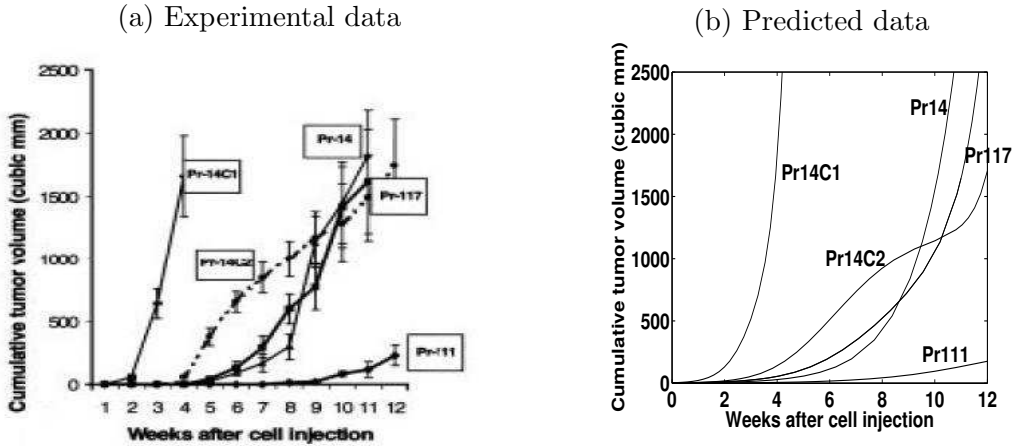 (a) Experimental data
2500
2000
1500
1000
500
0
Cumulative tumor volume (cubic mm)
Pr-14
Pr-14C1
Pr-117
Pr-14C2
Pr-111
1 2 3 4 5 6 7 8 9 10 11 12
Weeks after cell injection
(b) Predicted data
2500
2000
1500
1000
500
0
Cumulative tumor volume (cubic mm)
Pr14
Pr117
Pr14C1
Pr14C2
Pr111
0 2 4 6 8 10 12
Weeks after cell injection